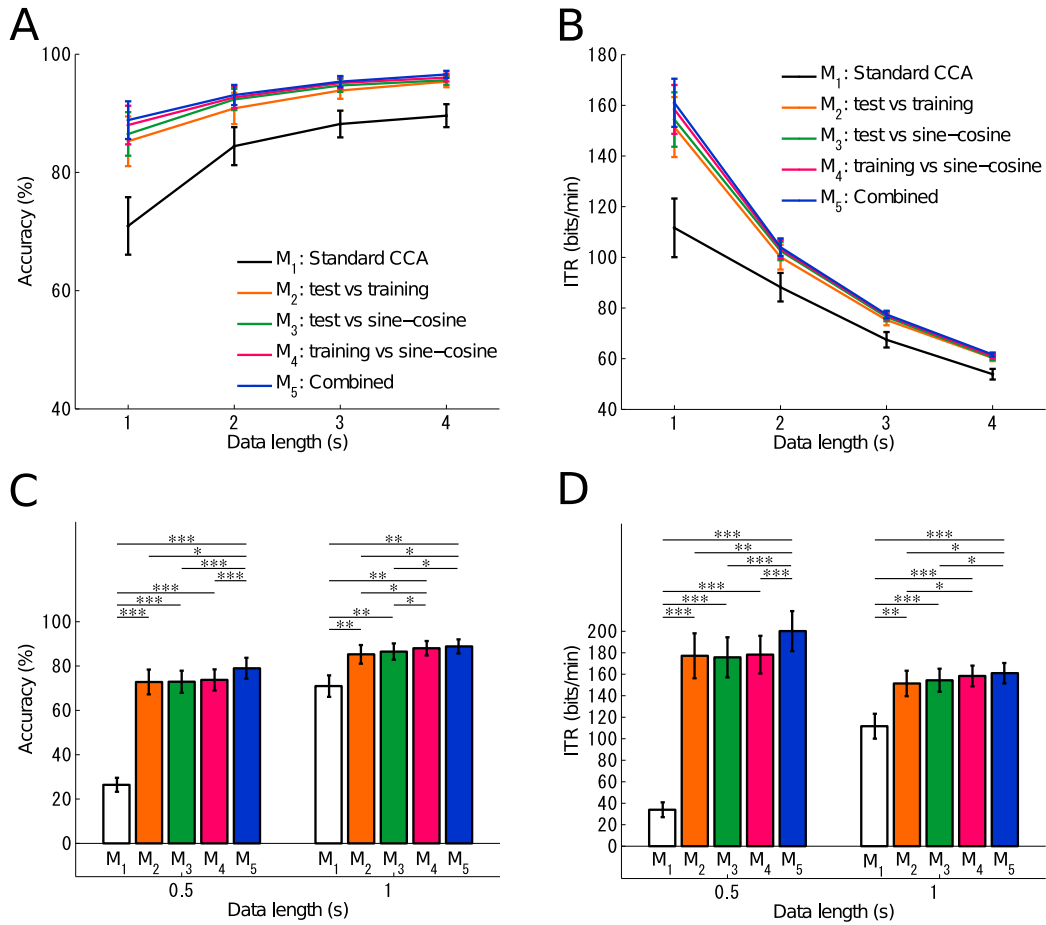 A
100
80
60
40
Accuracy (%)
1 2 3 4
Data length (s)
M1: Standard CCA
M2: test vs training
M3: test vs sine−cosine
M4: training vs sine−cosine
M5: Combined
B
180
160
140
120
100
80
60
40
ITR (bits/min)
1 2 3 4
Data length (s)
M1: Standard CCA
M2: test vs training
M3: test vs sine−cosine
M4: training vs sine−cosine
M5: Combined
C
***
*
***
***
***
***
***
**
*
*
**
*
*
**
**
100
80
60
40
20
0
Accuracy (%)
M1 M2 M3 M4 M5 M1 M2 M3 M4 M5
0.5 1
Data length (s)
D
***
**
***
***
***
***
***
***
*
*
***
*
***
**
200
180
160
140
120
100
80
60
40
20
0
ITR (bits/min)
M1 M2 M3 M4 M5 M1 M2 M3 M4 M5
0.5 1
Data length (s)